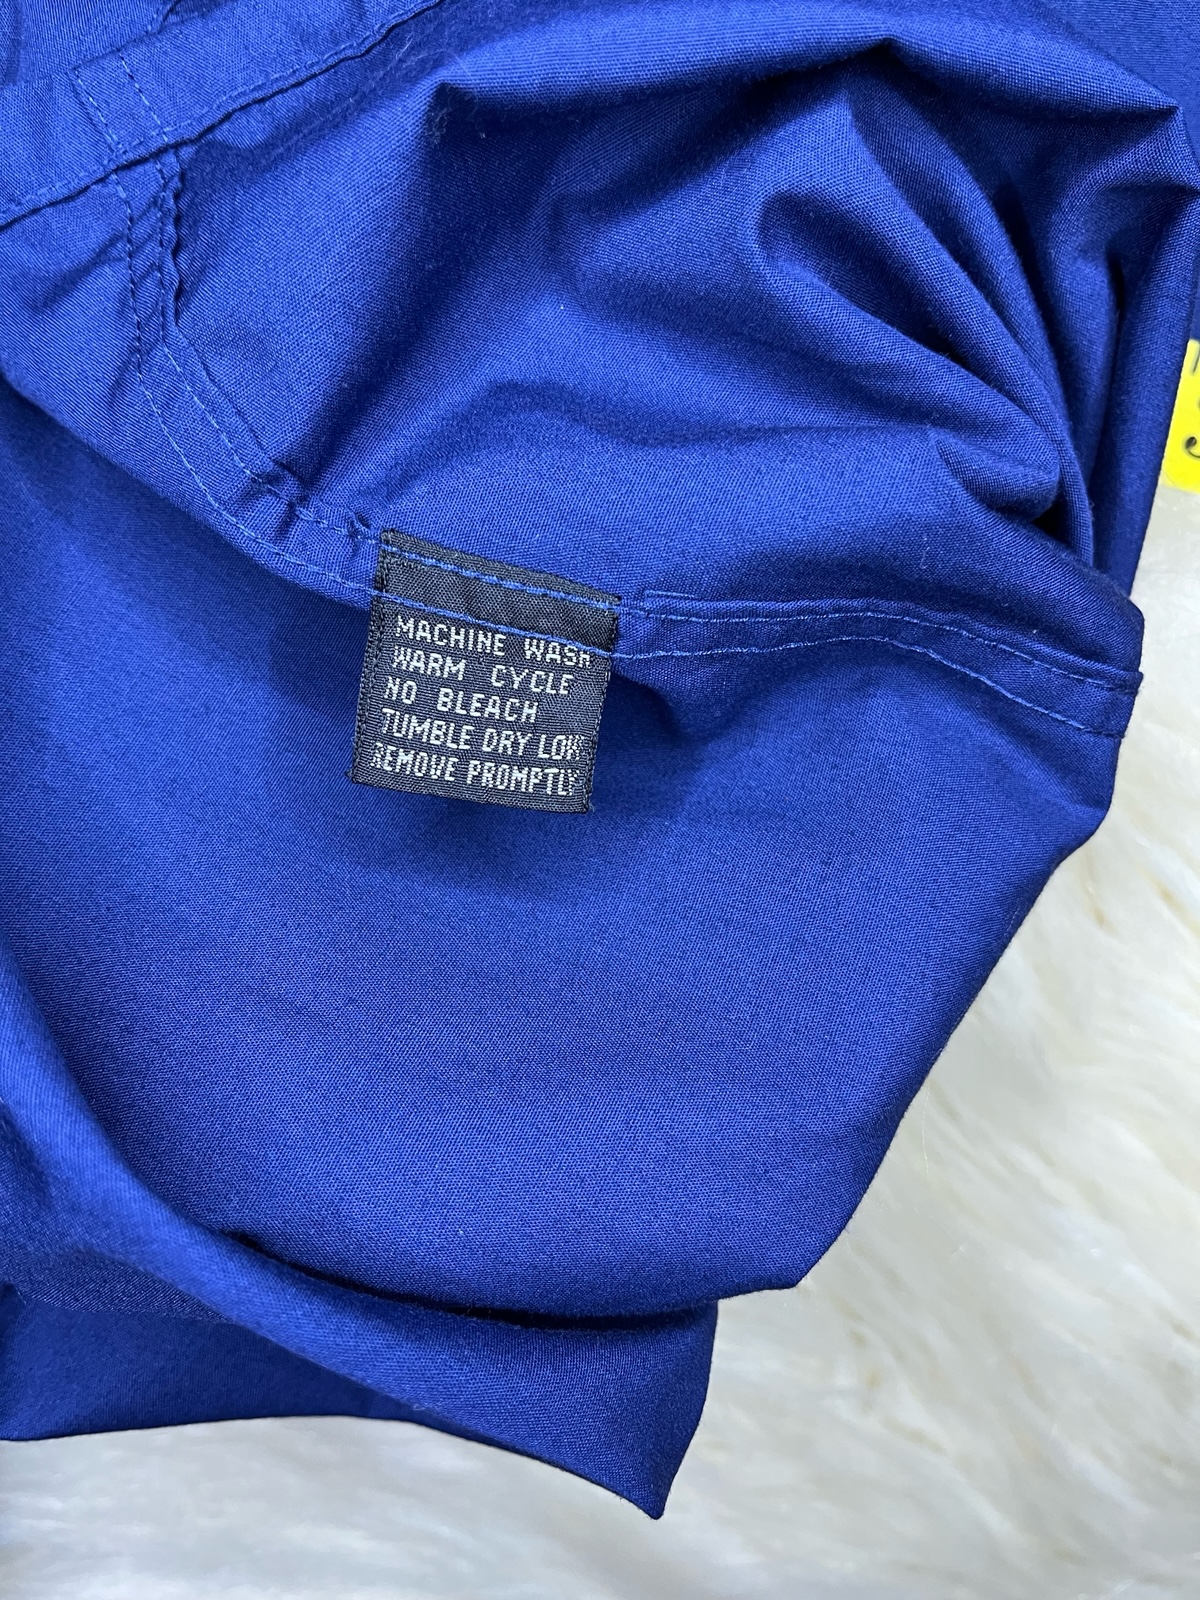 MACHINE WASH
WARM CYCLE
NO BLEACH
TUMBLE DRY LOW
REMOVE PROMPTLY